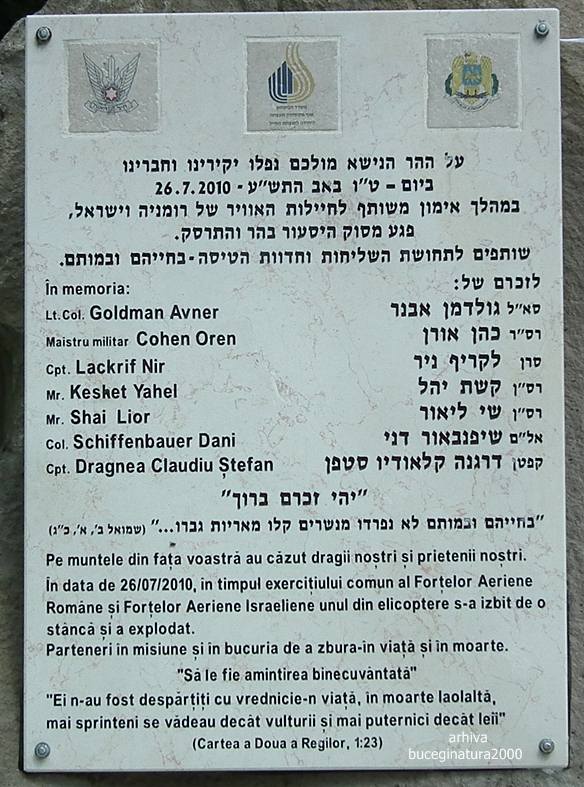 משרד הביטחון
על ההר הנישא מולכם נפלו יקירינו וחברינו
ביום – ט"ו באב התש"ע - 26.7.2010
במהלך אימון משותף לחיילות האוויר של רומניה וישראל,
פגע מסוק היסעור בהר והתרסק.
שותפים לתחושת השליחות וחדוות הטיסה-בחייהם ובמותם.
לזכרם של:
În memoria:
סא"ל גולדמן אבנר
Lt.Col. Goldman Avner
רס"ר כהן אורן
Maistru militar Cohen Oren
סרן לקריף ניר
Cpt. Lackrif Nir
רס"ן קשת יהל
Mr. Kesket Yahel
רס"ן שי ליאור
Mr. Shai Lior
אל"ם שיפנבאור דני
Col. Schiffenbauer Dani
קפטן דרגנה קלאודיו סטפן
Cpt. Dragnea Claudiu Ștefan
"יהי זכרם ברוך"
"בחייהם ובמותם לא נפרדו מנשרים קלו מאריות גברו..." (שמואל ב', א', כ"ג)
Pe muntele din fața voastră au căzut dragii noștri și prietenii noștri.
În data de 26/07/2010, in timpul exercițiului comun al Forțelor Aeriene
Române și Forțelor Aeriene Israeliene unul din elicoptere s-a izbit de o
stâncă și a explodat.
Parteneri in misiune și in bucuria de a zbura-in viață și in moarte.
"Să le fie amintirea binecuvântată"
"Ei n-au fost despărțiți cu vrednicie-n viață, in moarte laolaltă,
mai sprinteni se vădeau decât vulturii și mai puternici decât leii"
(Cartea a Doua a Regilor, 1:23)
arhiva
buceginatura2000